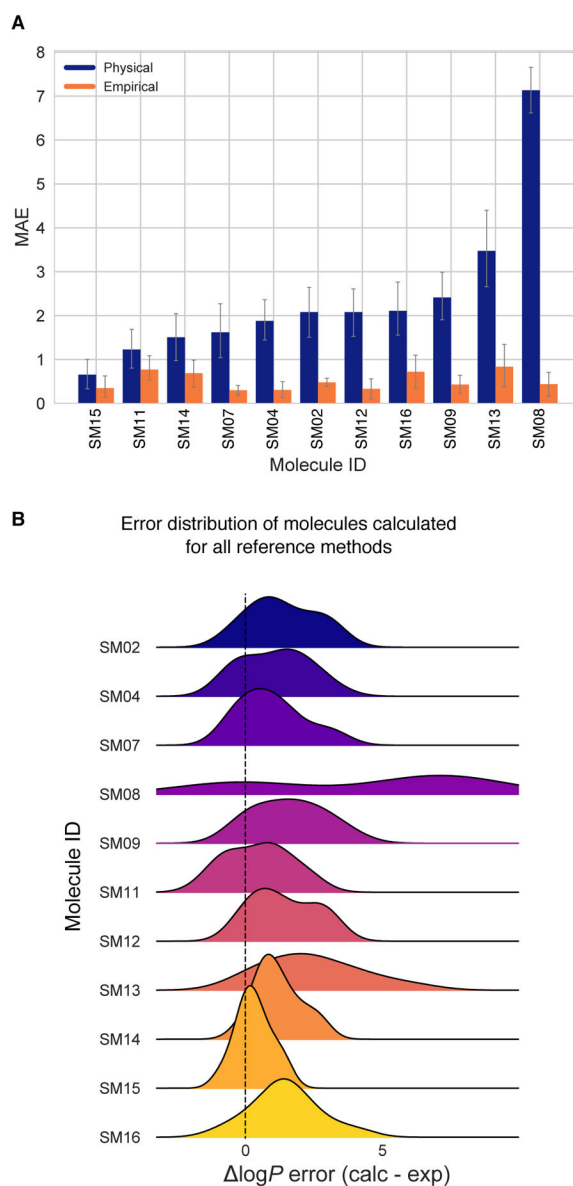 A
8
7
6
5
4
3
2
1
0
MAE
Physical
Empirical
SM15
SM11
SM14
SM07
SM04
SM02
SM12
SM16
SM09
SM13
SM08
Molecule ID
B
Error distribution of molecules calculated
for all reference methods
Molecule ID
SM02
SM04
SM07
SM08
SM09
SM11
SM12
SM13
SM14
SM15
SM16
0 5
ΔlogP error (calc - exp)